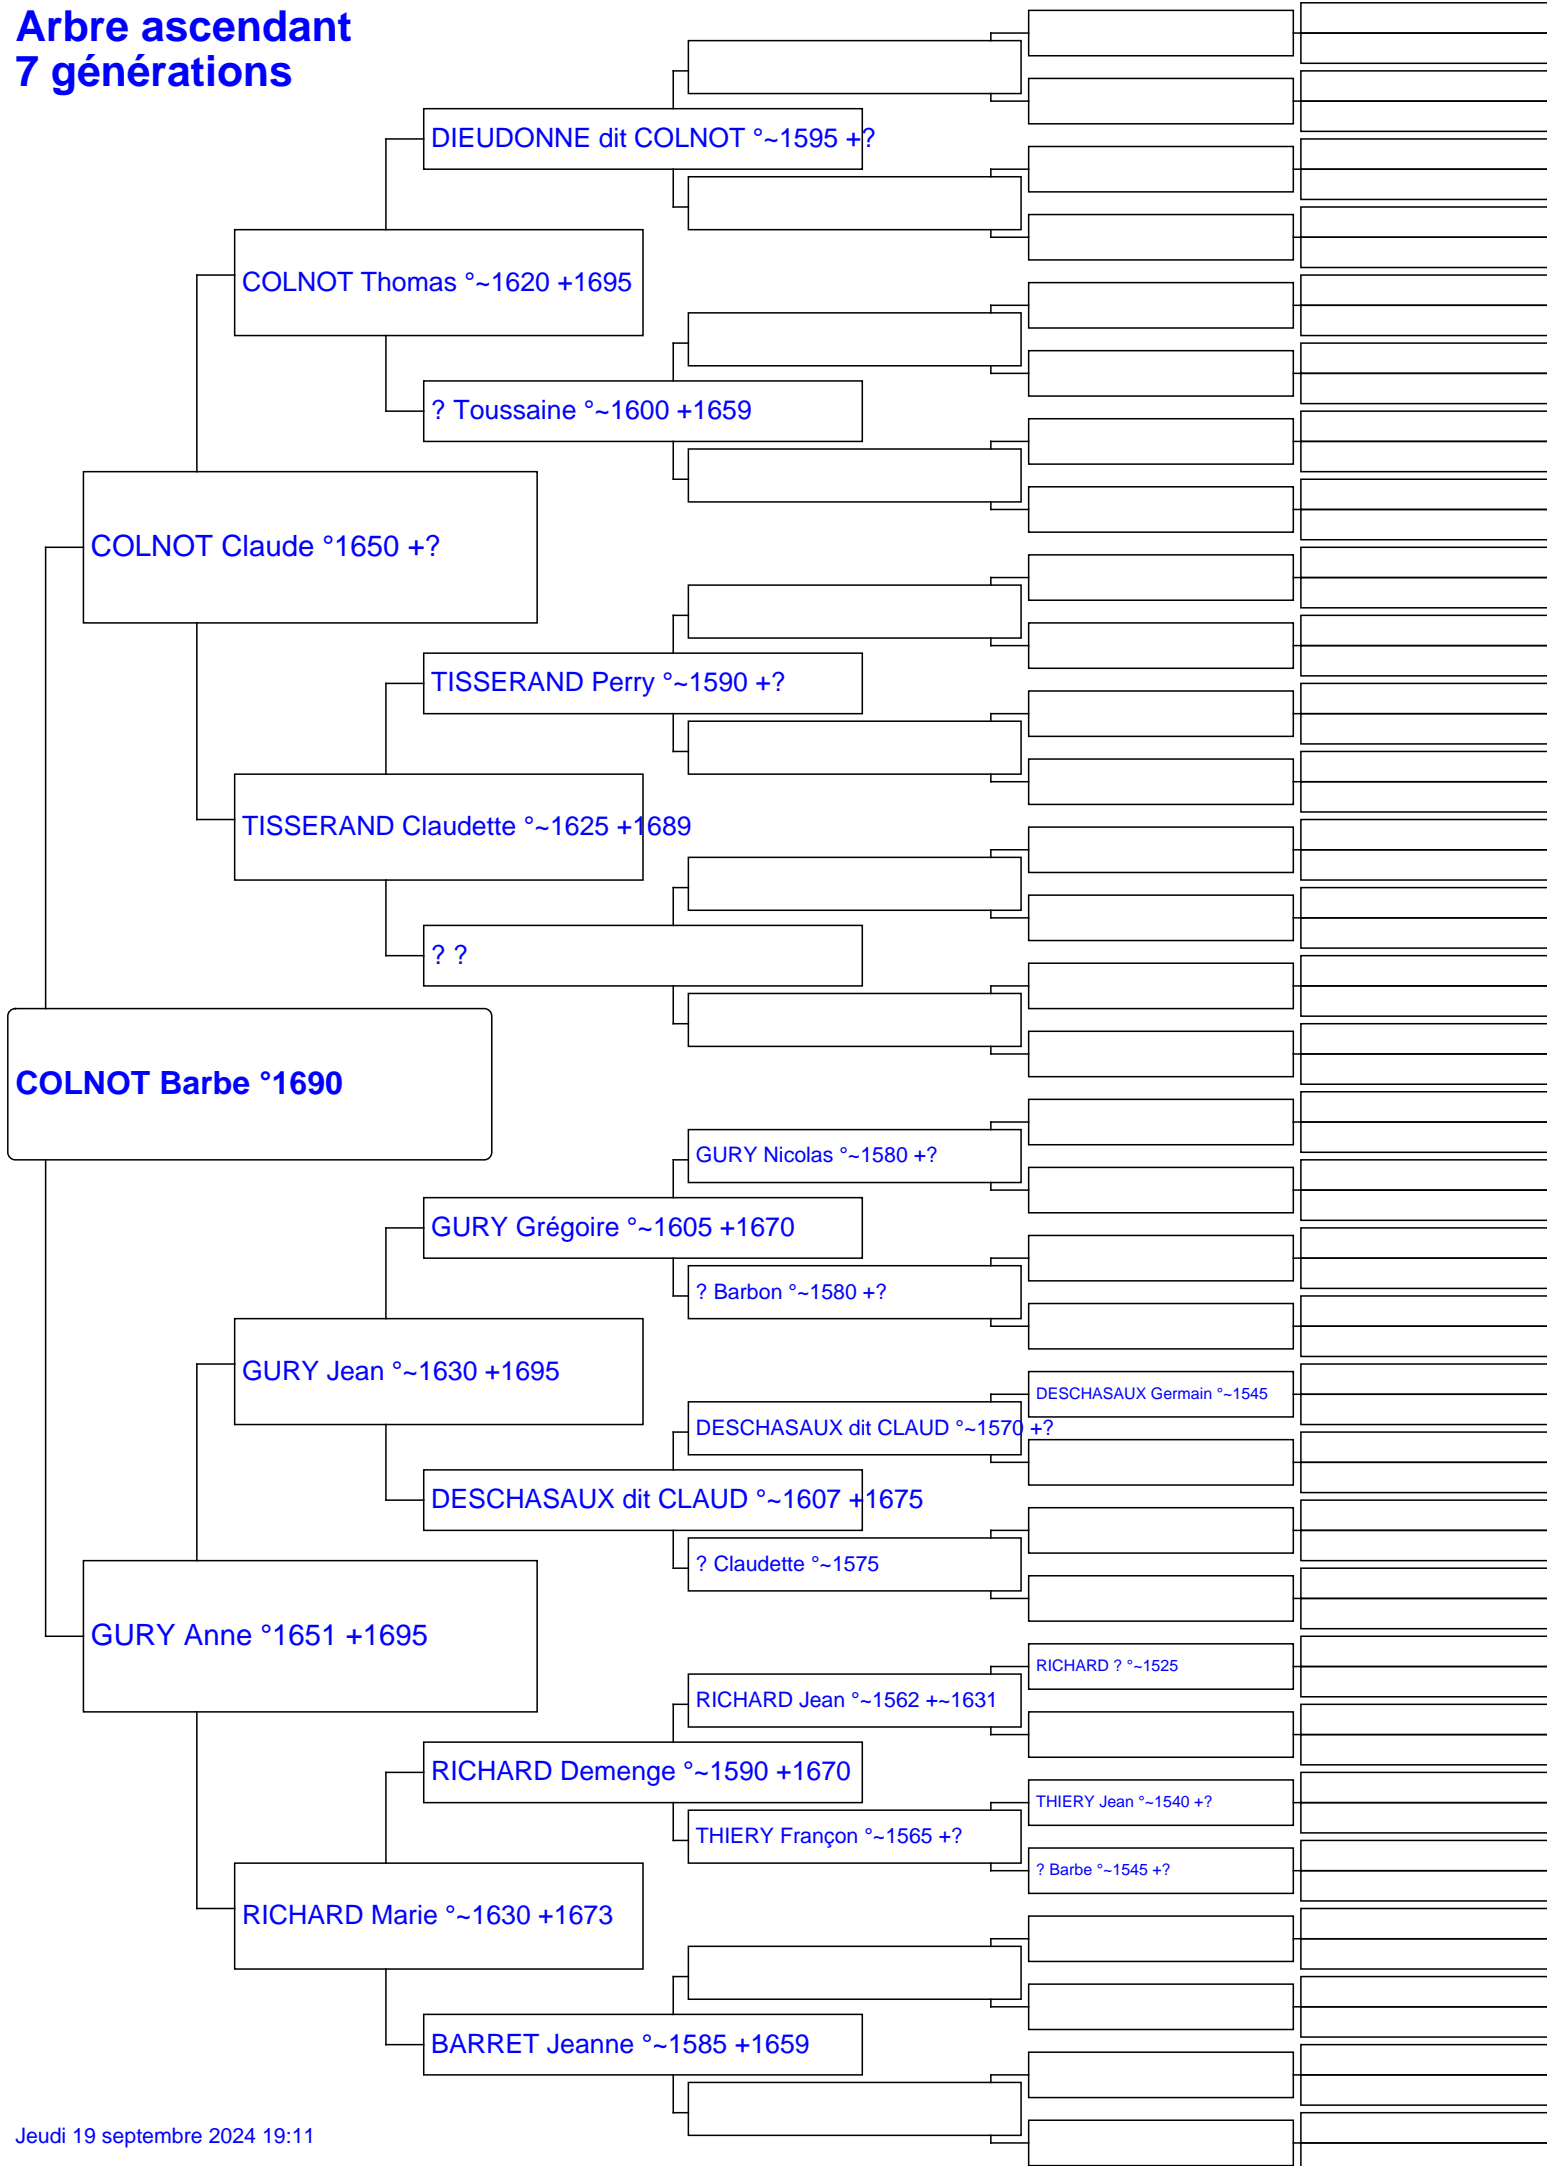 Arbre ascendant
7 générations
DIEUDONNE dit COLNOT °~1595 +?
COLNOT Thomas °~1620 +1695
? Toussaine °~1600 +1659
COLNOT Claude °1650 +?
TISSERAND Perry °~1590 +?
TISSERAND Claudette °~1625 +1689
? ?
COLNOT Barbe °1690
GURY Nicolas °~1580 +?
GURY Grégoire °~1605 +1670
? Barbon °~1580 +?
GURY Jean °~1630 +1695
DESCHASAUX Germain °~1545
DESCHASAUX dit CLAUD °~1570 +?
DESCHASAUX dit CLAUD °~1607 +1675
? Claudette °~1575
GURY Anne °1651 +1695
RICHARD ? °~1525
RICHARD Jean °~1562 +~1631
RICHARD Demenge °~1590 +1670
THIERY Jean °~1540 +?
THIERY Françon °~1565 +?
? Barbe °~1545 +?
RICHARD Marie °~1630 +1673
BARRET Jeanne °~1585 +1659
Jeudi 19 septembre 2024 19:11